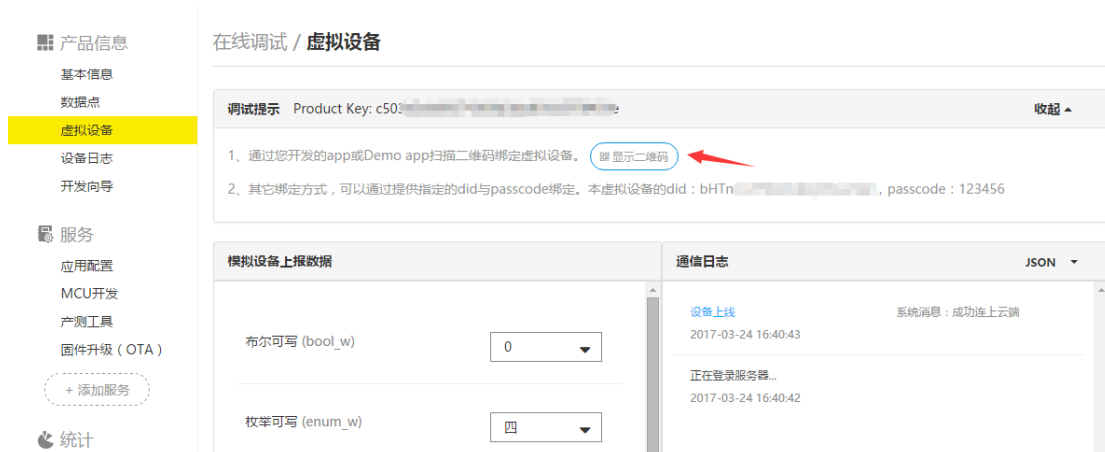 产品信息
基本信息
数据点
虚拟设备
设备日志
开发向导
服务
应用配置
MCU开发
产测工具
固件升级（OTA）
+ 添加服务
统计
在线调试 / 虚拟设备
调试提示 Product Key: c503 e 收起
1、通过您开发的app或Demo app扫描二维码绑定虚拟设备。 显示二维码
2、其它绑定方式，可以通过提供指定的did与passcode绑定。本虚拟设备的did：bHTn ，passcode：123456
模拟设备上报数据
布尔可写 (bool_w) 0
枚举可写 (enum_w) 四
通信日志 JSON
设备上线 系统消息：成功连上云端
2017-03-24 16:40:43
正在登录服务器...
2017-03-24 16:40:42